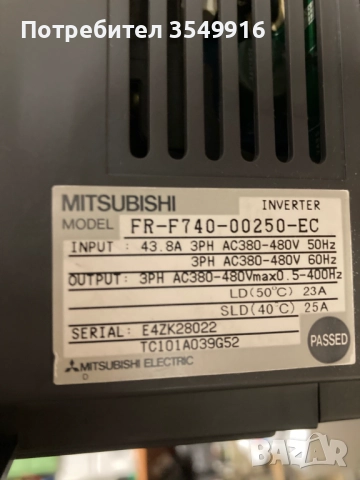 Потребител 3549916
MITSUBISHI INVERTER
MODEL FR-F740-00250-EC
INPUT : 43.8A 3PH AC380-480V 50Hz
3PH AC380-480V 60Hz
OUTPUT: 3PH AC380-480Vmax0.5-400Hz
LD(50°C) 23A
SLD(40°C) 25A
SERIAL: E4ZK28022
TC101A039G52
PASSED
MITSUBISHI ELECTRIC
BAZAR